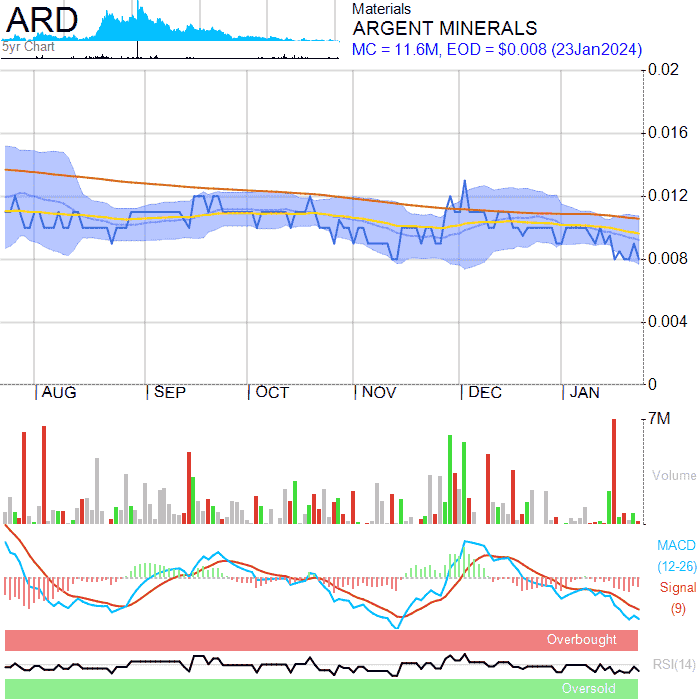 ARD
5yr Chart
Materials
ARGENT MINERALS
MC = 11.6M, EOD = $0.008 (23Jan2024)
0.02
0.016
0.012
0.008
0.004
0
AUG SEP OCT NOV DEC JAN
7M
Volume
MACD
(12-26)
Signal
(9)
Overbought
RSI(14)
Oversold